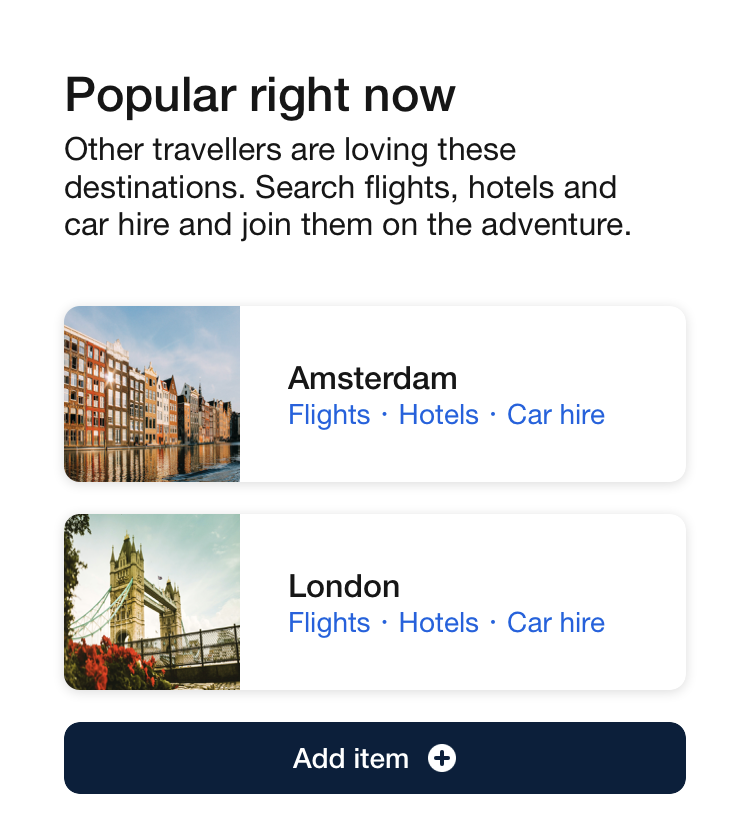 Popular right now
Other travellers are loving these
destinations. Search flights, hotels and
car hire and join them on the adventure.
Amsterdam
Flights · Hotels · Car hire
London
Flights · Hotels · Car hire
Add item